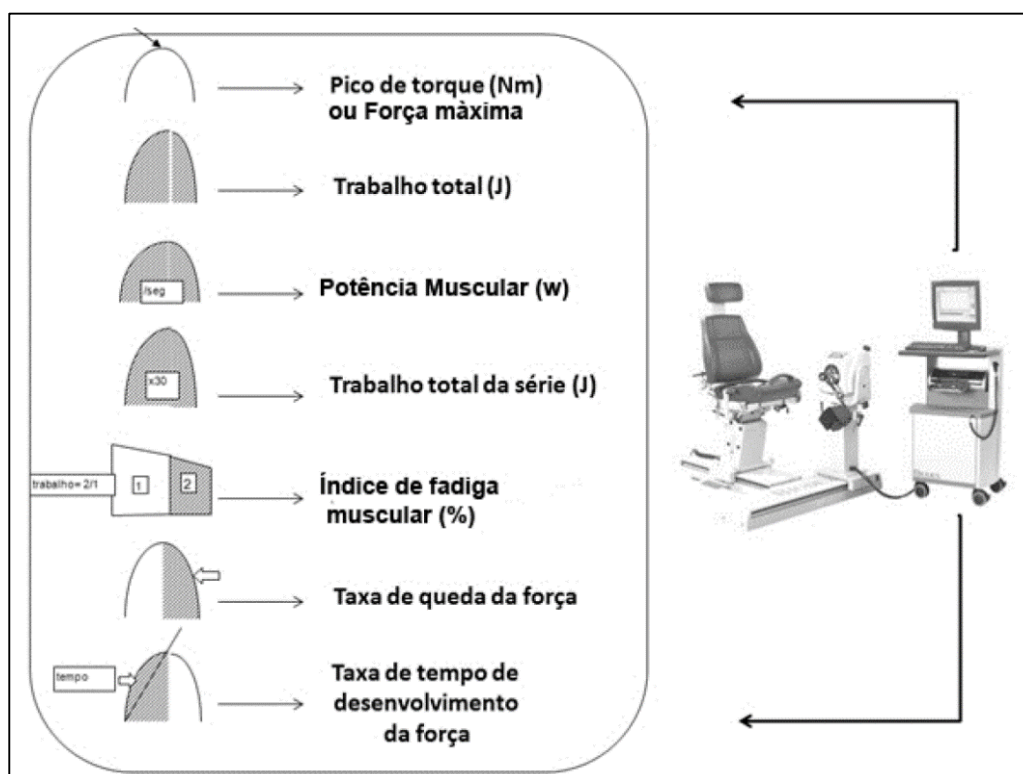 Pico de torque (Nm)
ou Força màxima
Trabalho total (J)
/seg
Potência Muscular (w)
x30
Trabalho total da série (J)
trabalho= 2/1
1
2
Índice de fadiga
muscular (%)
Taxa de queda da força
tempo
Taxa de tempo de
desenvolvimento
da força